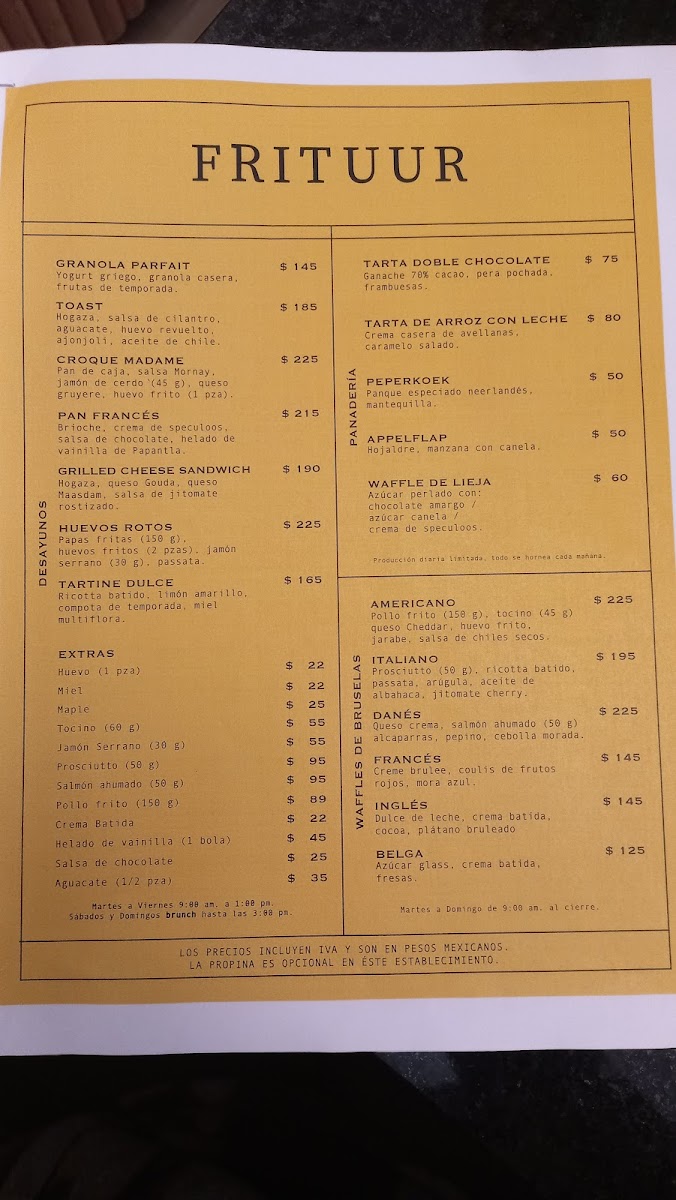 FRITUUR
DESAYUNOS
GRANOLA PARFAIT $ 145
Yogurt griego, granola casera,
frutas de temporada.
TOAST $ 185
Hogaza, salsa de cilantro,
aguacate, huevo revuelto,
ajonjoli, aceite de chile.
CROQUE MADAME $ 225
Pan de caja, salsa Mornay,
jamón de cerdo (45 g), queso
gruyere, huevo frito (1 pza).
PAN FRANCÉS $ 215
Brioche, crema de speculoos,
salsa de chocolate, helado de
vainilla de Papantla.
GRILLED CHEESE SANDWICH $ 190
Hogaza, queso Gouda, queso
Maasdam, salsa de jitomate
rostizado.
HUEVOS ROTOS $ 225
Papas fritas (150 g),
huevos fritos (2 pzas), jamón
serrano (30 g), passata.
TARTINE DULCE $ 165
Ricotta batido, limón amarillo,
compota de temporada, miel
multiflora.
EXTRAS
Huevo (1 pza) $ 22
Miel $ 22
Maple $ 25
Tocino (60 g) $ 55
Jamón Serrano (30 g) $ 55
Prosciutto (50 g) $ 95
Salmón ahumado (50 g) $ 95
Pollo frito (150 g) $ 89
Crema Batida $ 22
Helado de vainilla (1 bola) $ 45
Salsa de chocolate $ 25
Aguacate (1/2 pza) $ 35
Martes a Viernes 9:00 am. a 1:00 pm.
Sábados y Domingos brunch hasta las 3:00 pm.
PANADERÍA
TARTA DOBLE CHOCOLATE $ 75
Ganache 70% cacao, pera pochada,
frambuesas.
TARTA DE ARROZ CON LECHE $ 80
Crema casera de avellanas,
caramelo salado.
PEPERKOEK $ 50
Panque especiado neerlandés,
mantequilla.
APPELFLAP $ 50
Hojaldre, manzana con canela.
WAFFLE DE LIEJA $ 60
Azúcar perlado con:
chocolate amargo /
azúcar canela /
crema de speculoos.
Producción diaria limitada, todo se hornea cada mañana.
WAFFLES DE BRUSELAS
AMERICANO $ 225
Pollo frito (150 g), tocino (45 g)
queso Cheddar, huevo frito,
jarabe, salsa de chiles secos.
ITALIANO $ 195
Prosciutto (50 g), ricotta batido,
passata, arúgula, aceite de
albahaca, jitomate cherry.
DANÉS $ 225
Queso crema, salmón ahumado (50 g)
alcaparras, pepino, cebolla morada.
FRANCÉS $ 145
Creme brulee, coulis de frutos
rojos, mora azul.
INGLÉS $ 145
Dulce de leche, crema batida,
cocoa, plátano bruleado
BELGA $ 125
Azúcar glass, crema batida,
fresas.
Martes a Domingo de 9:00 am. al cierre.
LOS PRECIOS INCLUYEN IVA Y SON EN PESOS MEXICANOS.
LA PROPINA ES OPCIONAL EN ÉSTE ESTABLECIMIENTO.